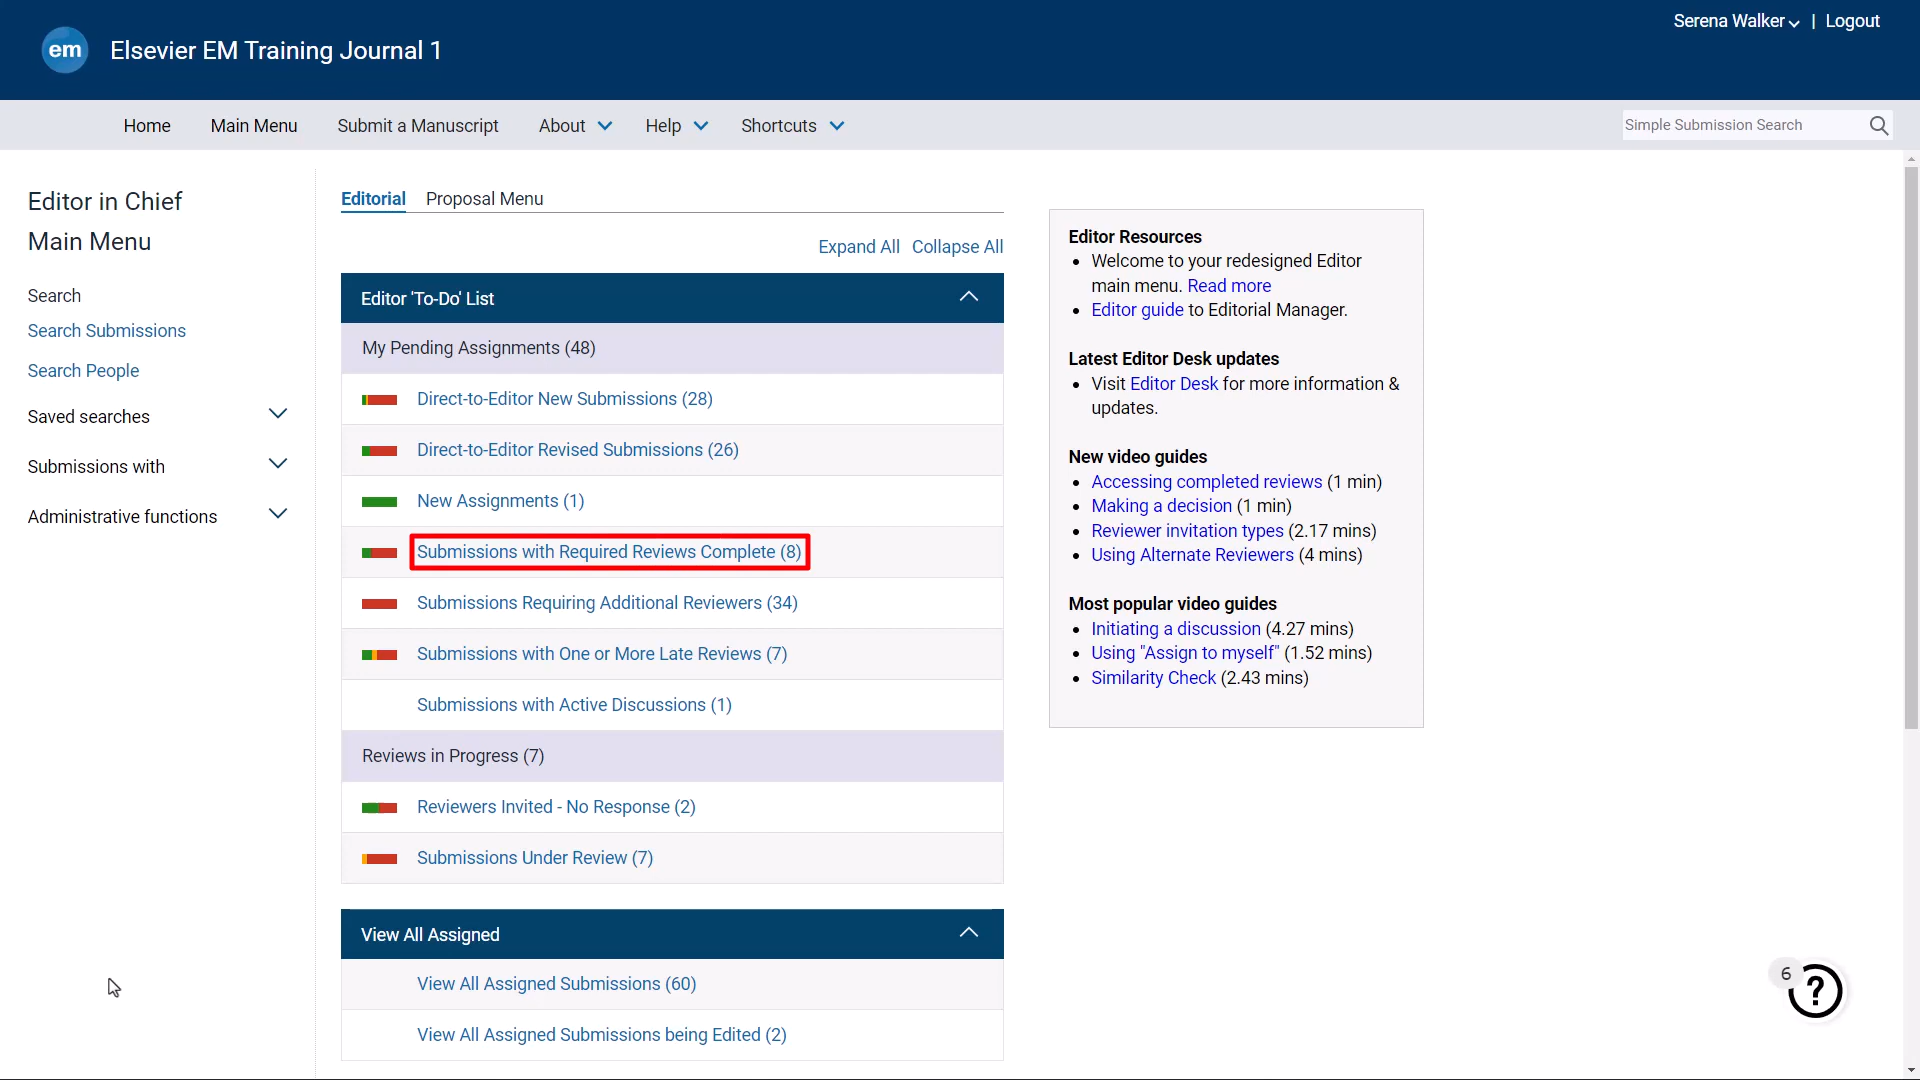 Serena Walker | Logout
em Elsevier EM Training Journal 1
Home Main Menu Submit a Manuscript About Help Shortcuts Simple Submission Search
Editor in Chief
Main Menu
Search
Search Submissions
Search People
Saved searches
Submissions with
Administrative functions
Editorial Proposal Menu
Expand All Collapse All
Editor 'To-Do' List
My Pending Assignments (48)
Direct-to-Editor New Submissions (28)
Direct-to-Editor Revised Submissions (26)
New Assignments (1)
Submissions with Required Reviews Complete (8)
Submissions Requiring Additional Reviewers (34)
Submissions with One or More Late Reviews (7)
Submissions with Active Discussions (1)
Reviews in Progress (7)
Reviewers Invited - No Response (2)
Submissions Under Review (7)
View All Assigned
View All Assigned Submissions (60)
View All Assigned Submissions being Edited (2)
Editor Resources
• Welcome to your redesigned Editor
main menu. Read more
• Editor guide to Editorial Manager.
Latest Editor Desk updates
• Visit Editor Desk for more information &
updates.
New video guides
• Accessing completed reviews (1 min)
• Making a decision (1 min)
• Reviewer invitation types (2.17 mins)
• Using Alternate Reviewers (4 mins)
Most popular video guides
• Initiating a discussion (4.27 mins)
• Using "Assign to myself" (1.52 mins)
• Similarity Check (2.43 mins)
6 ?